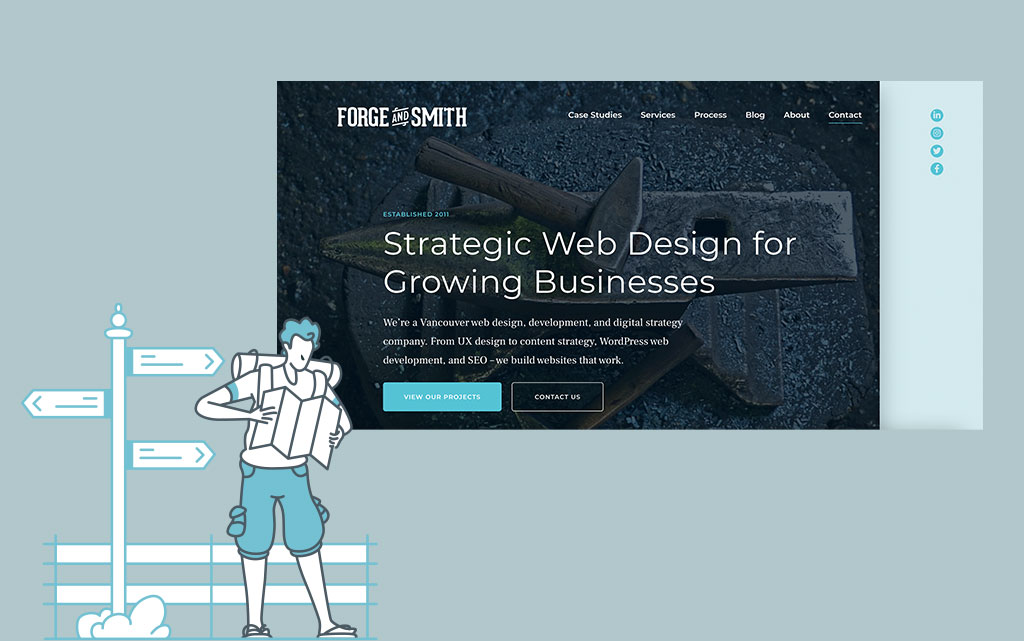 FORGE AND SMITH
Case Studies Services Process Blog About Contact
ESTABLISHED 2011
Strategic Web Design for
Growing Businesses
We're a Vancouver web design, development, and digital strategy
company. From UX design to content strategy, WordPress web
development, and SEO – we build websites that work.
VIEW OUR PROJECTS CONTACT US